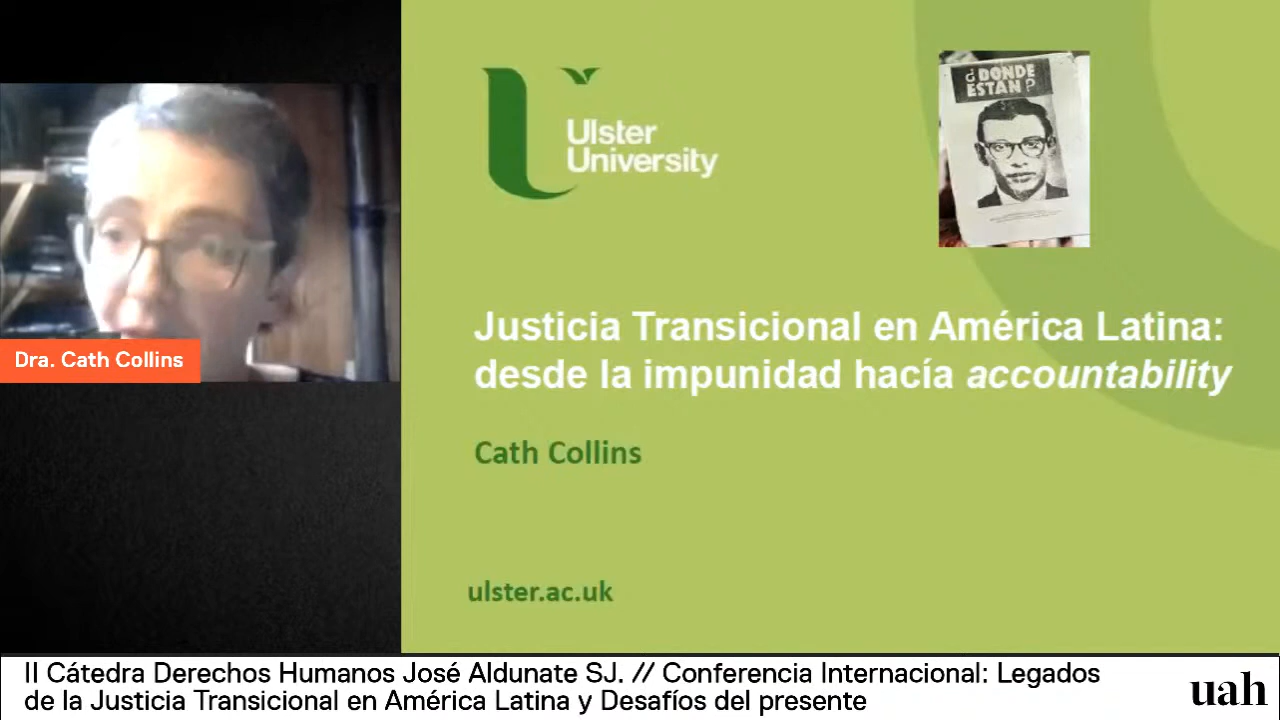 ¿DONDE
ESTAN?
Ulster
University
Justicia Transicional en América Latina:
desde la impunidad hacía accountability
Dra. Cath Collins
Cath Collins
ulster.ac.uk
II Cátedra Derechos Humanos José Aldunate SJ. // Conferencia Internacional: Legados
de la Justicia Transicional en América Latina y Desafíos del presente
uah